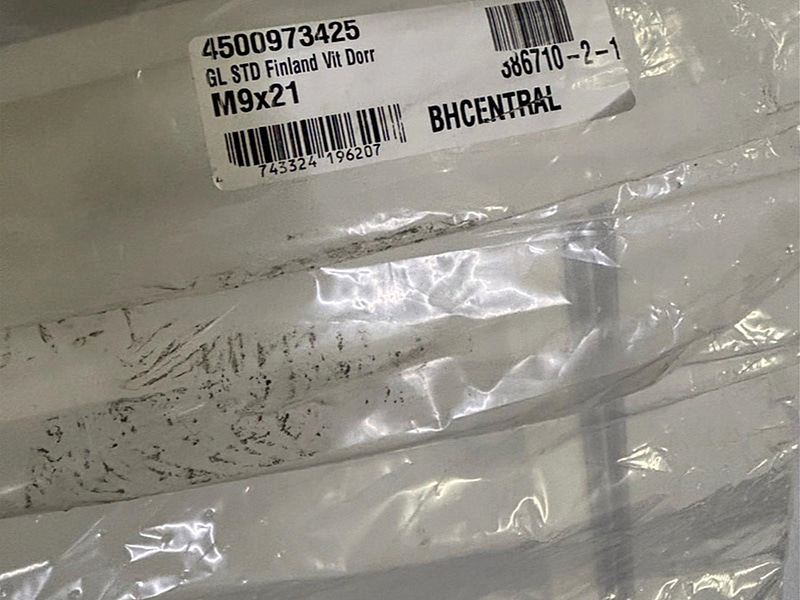 4500973425
GL STD Finland Vit Dorr
M9x21
743324 196207
386710-2-1
BHCENTRAL